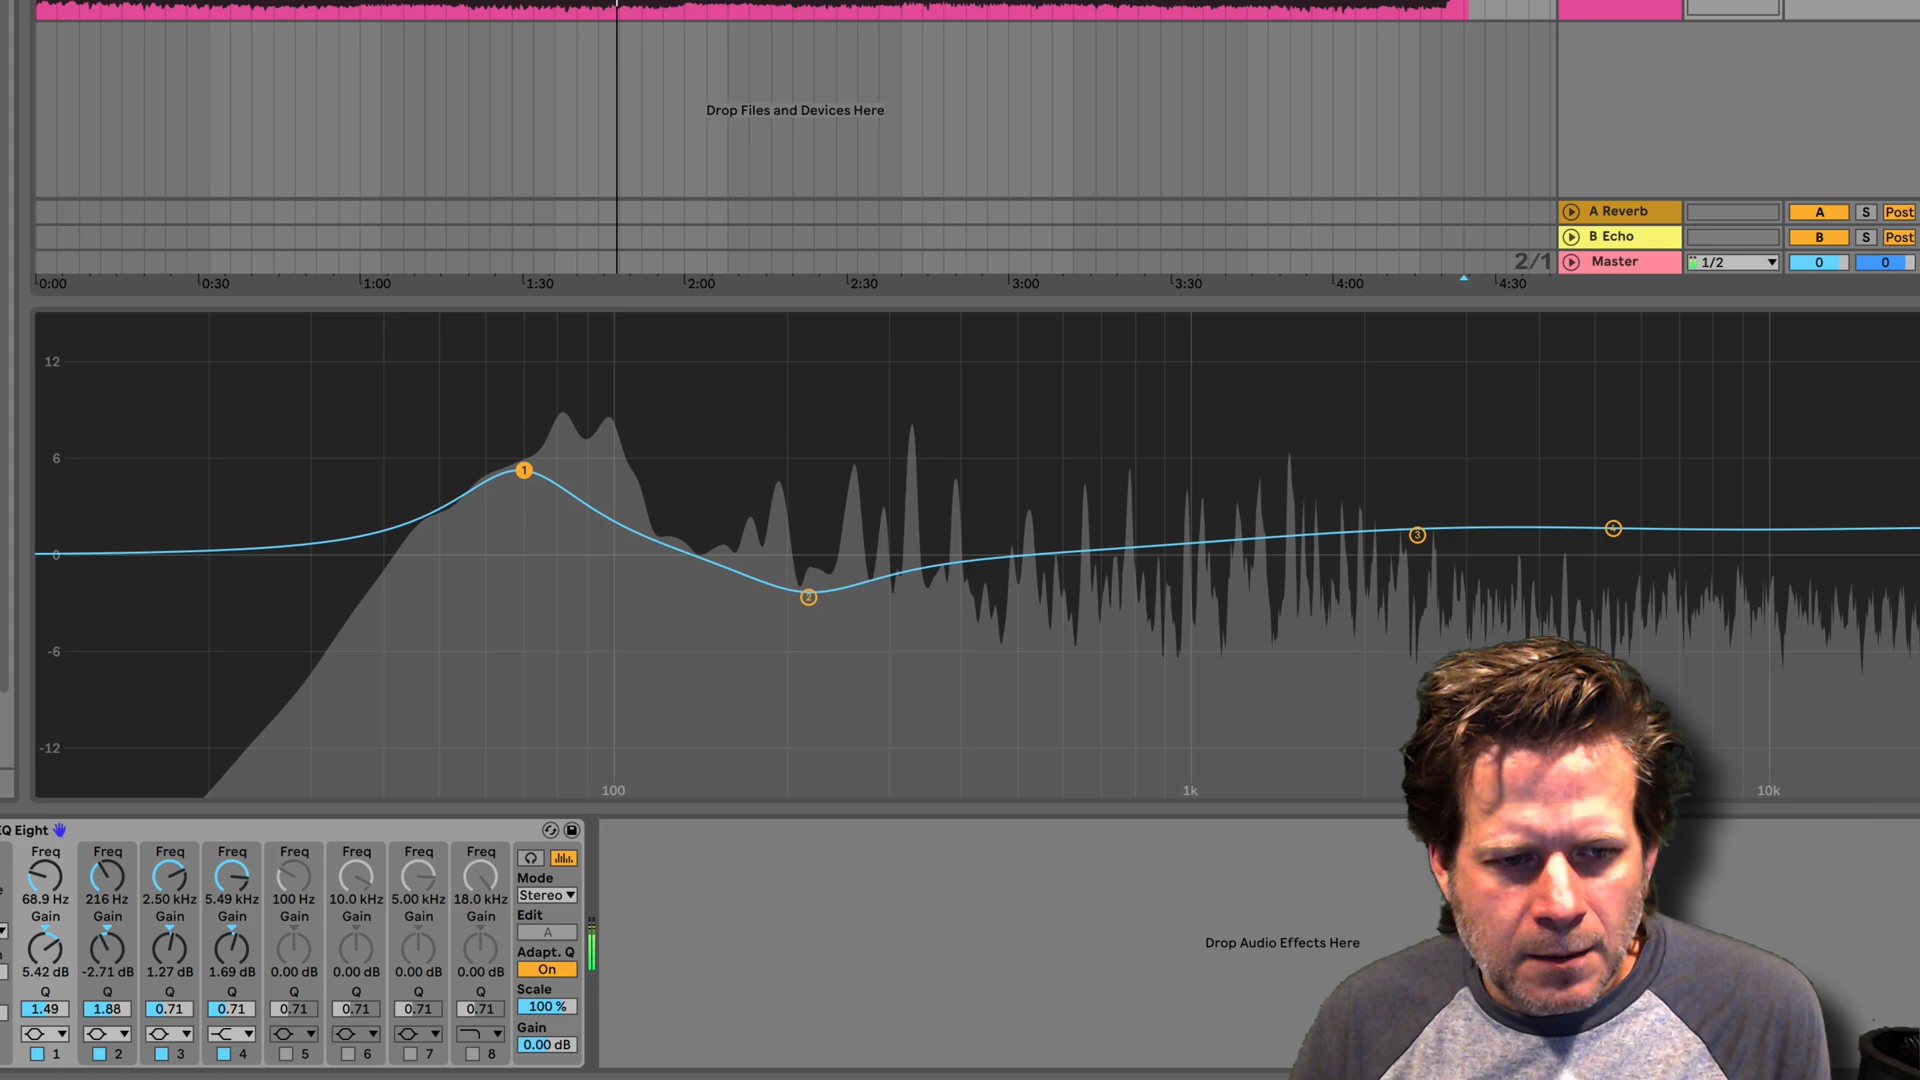 Drop Files and Devices Here
A Reverb A S Post
B Echo B S Post
2/1 Master 1/2 0 0
0:00 0:30 1:00 1:30 2:00 2:30 3:00 3:30 4:00 4:30
12
6
1
0
3 4
2
-6
-12
100 1k 10k
EQ Eight
Freq Freq Freq Freq Freq Freq Freq Freq
68.9 Hz 216 Hz 2.50 kHz 5.49 kHz 100 Hz 10.0 kHz 5.00 kHz 18.0 kHz
Gain Gain Gain Gain Gain Gain Gain Gain
5.42 dB -2.71 dB 1.27 dB 1.69 dB 0.00 dB 0.00 dB 0.00 dB 0.00 dB
Q Q Q Q Q Q Q Q
1.49 1.88 0.71 0.71 0.71 0.71 0.71 0.71
1 2 3 4 5 6 7 8
Mode
Stereo
Edit
A
Adapt. Q
On
Scale
100 %
Gain
0.00 dB
Drop Audio Effects Here